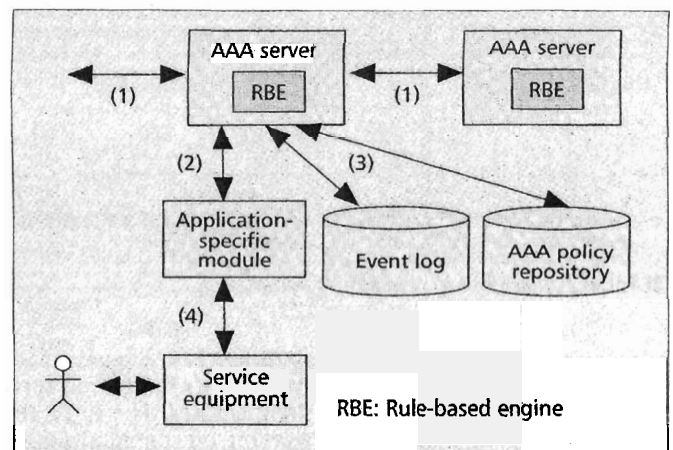 AAA server
RBE
AAA server
RBE
(1)
(1)
(2)
(3)
Application-
specific
module
Event log
AAA policy
repository
(4)
Service
equipment
RBE: Rule-based engine